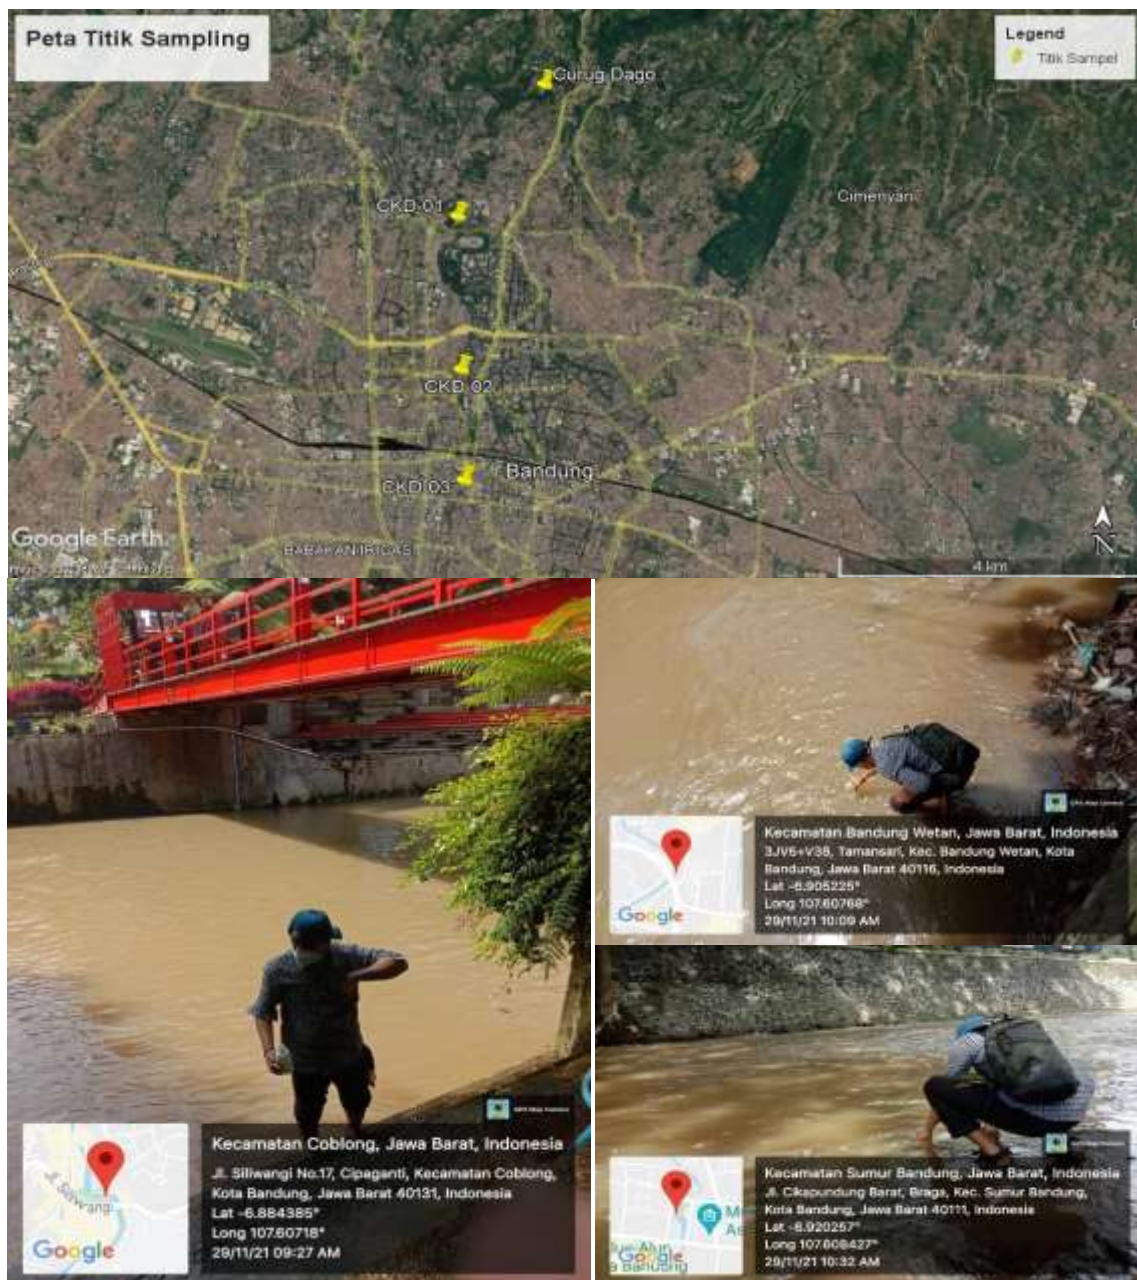 Peta Titik Sampling
Legend
Titik Sampel
Curug Dago
CKD 01
Cimenyan
CKD 02
Bandung
CKD 03
BABAKAN IRIGASI
Google Earth
N
4 km
Kecamatan Bandung Wetan, Jawa Barat, Indonesia
3JV5+V38, Tamansari, Kec. Bandung Wetan, Kota
Bandung, Jawa Barat 40116, Indonesia
Lat -6.905225°
Long 107.60768°
29/11/21 10:09 AM
Google
Kecamatan Coblong, Jawa Barat, Indonesia
Jl. Siliwangi No.17, Cipaganti, Kecamatan Coblong,
Kota Bandung, Jawa Barat 40131, Indonesia
Lat -6.884385°
Long 107.60718°
29/11/21 09:27 AM
Jl. Siliwangi
Google
Kecamatan Sumur Bandung, Jawa Barat, Indonesia
Jl. Cikapundung Barat, Braga, Kec. Sumur Bandung,
Kota Bandung, Jawa Barat 40111, Indonesia
Lat -6.920257°
Long 107.608427°
29/11/21 10:32 AM
Google